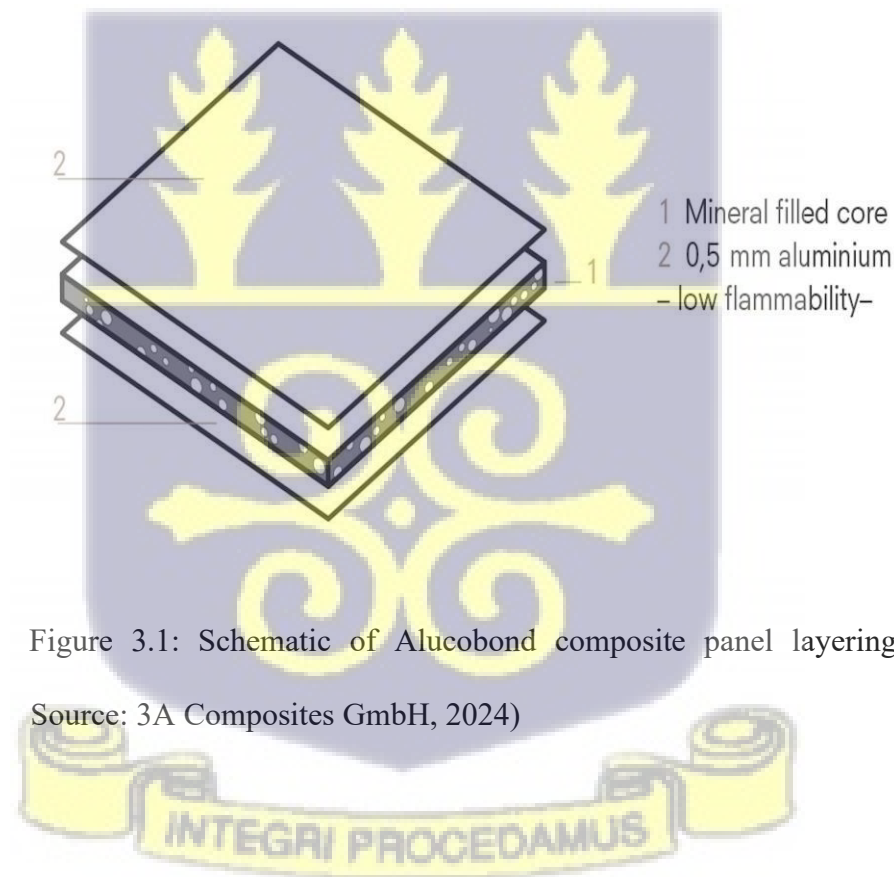 2
1 Mineral filled core
1
2 0,5 mm aluminium
– low flammability–
2
Figure 3.1: Schematic of Alucobond composite panel layering
Source: 3A Composites GmbH, 2024)
INTEGRI PROCEDAMUS